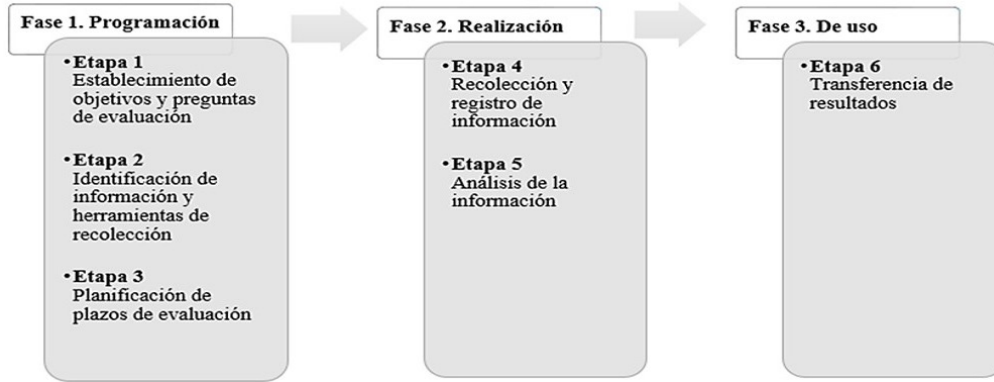 Fase 1. Programación
•Etapa 1
Establecimiento de
objetivos y preguntas
de evaluación
•Etapa 2
Identificación de
información y
herramientas de
recolección
•Etapa 3
Planificación de
plazos de evaluación
Fase 2. Realización
•Etapa 4
Recolección y
registro de
información
•Etapa 5
Análisis de la
información
Fase 3. De uso
•Etapa 6
Transferencia de
resultados